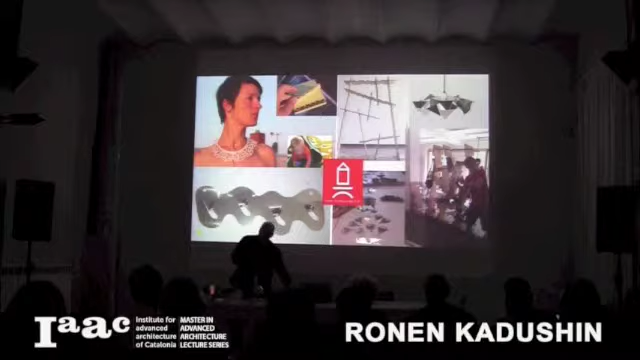 Iaac
Institute for
advanced
architecture
of Catalonia
MASTER IN
ADVANCED
ARCHITECTURE
LECTURE SERIES
RONEN KADUSHIN